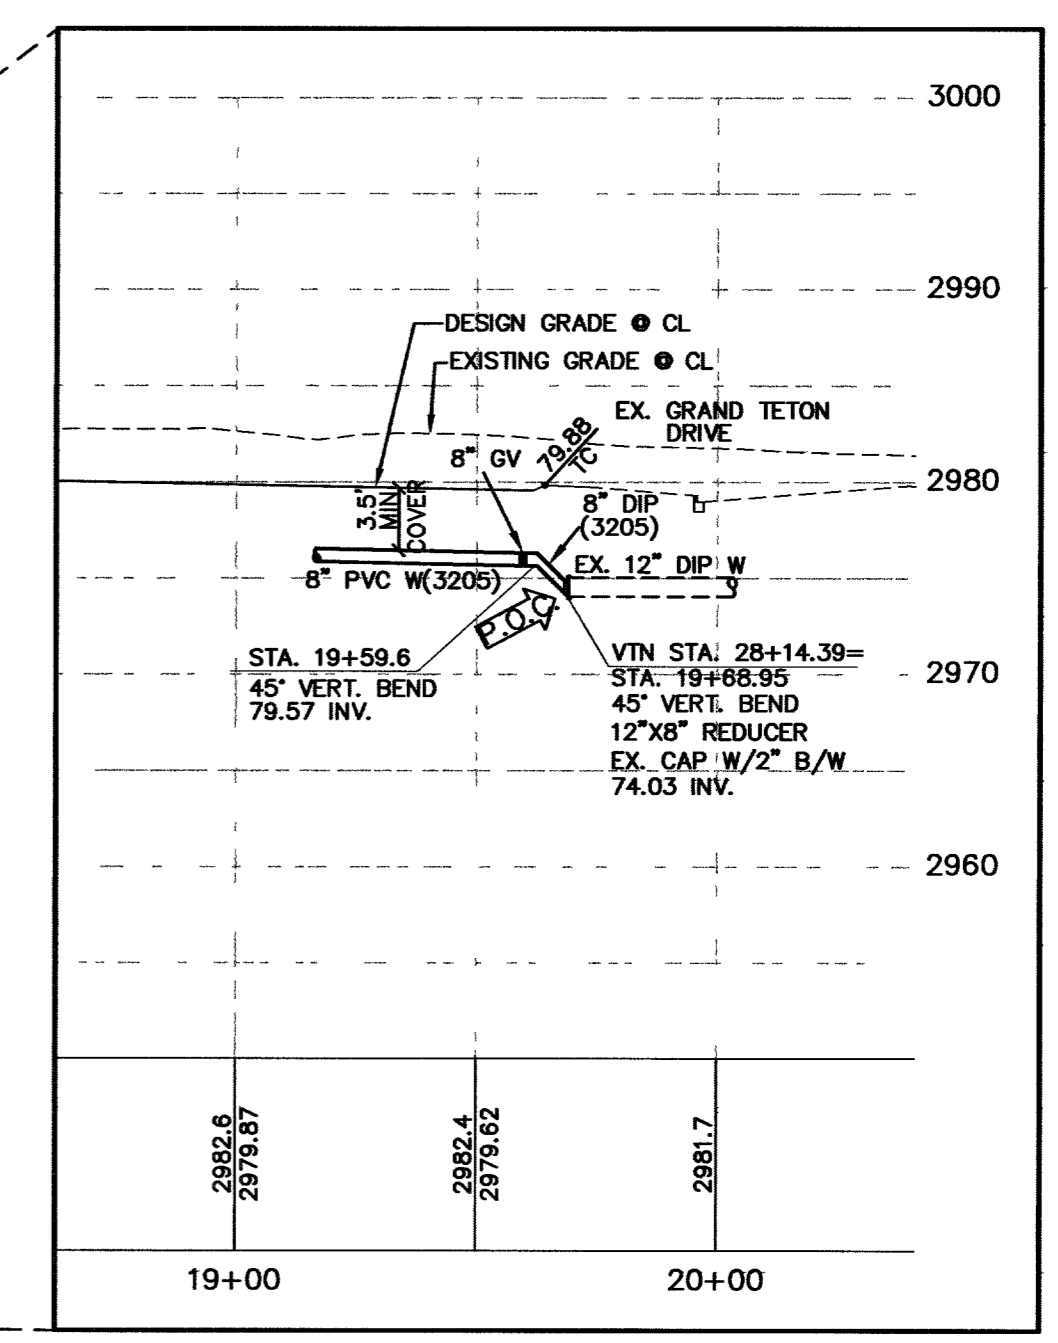 3000
2990
DESIGN GRADE @ CL
EXISTING GRADE @ CL
EX. GRAND TETON
DRIVE
79.88
TC
8" GV
2980
3.5'
MIN
COVER
8" DIP
(3205)
EX. 12" DIP W
8" PVC W(3205)
P.O.C.
STA. 19+59.6
45° VERT. BEND
79.57 INV.
VTN STA. 28+14.39=
STA. 19+68.95
45° VERT. BEND
12"X8" REDUCER
EX. CAP W/2" B/W
74.03 INV.
2970
2960
2982.6
2979.87
2982.4
2979.62
2981.7
19+00
20+00